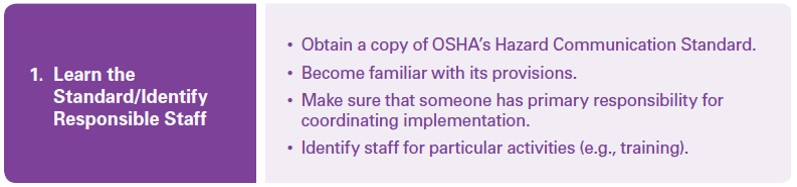 1. Learn the
Standard/Identify
Responsible Staff
• Obtain a copy of OSHA's Hazard Communication Standard.
• Become familiar with its provisions.
• Make sure that someone has primary responsibility for
coordinating implementation.
• Identify staff for particular activities (e.g., training).